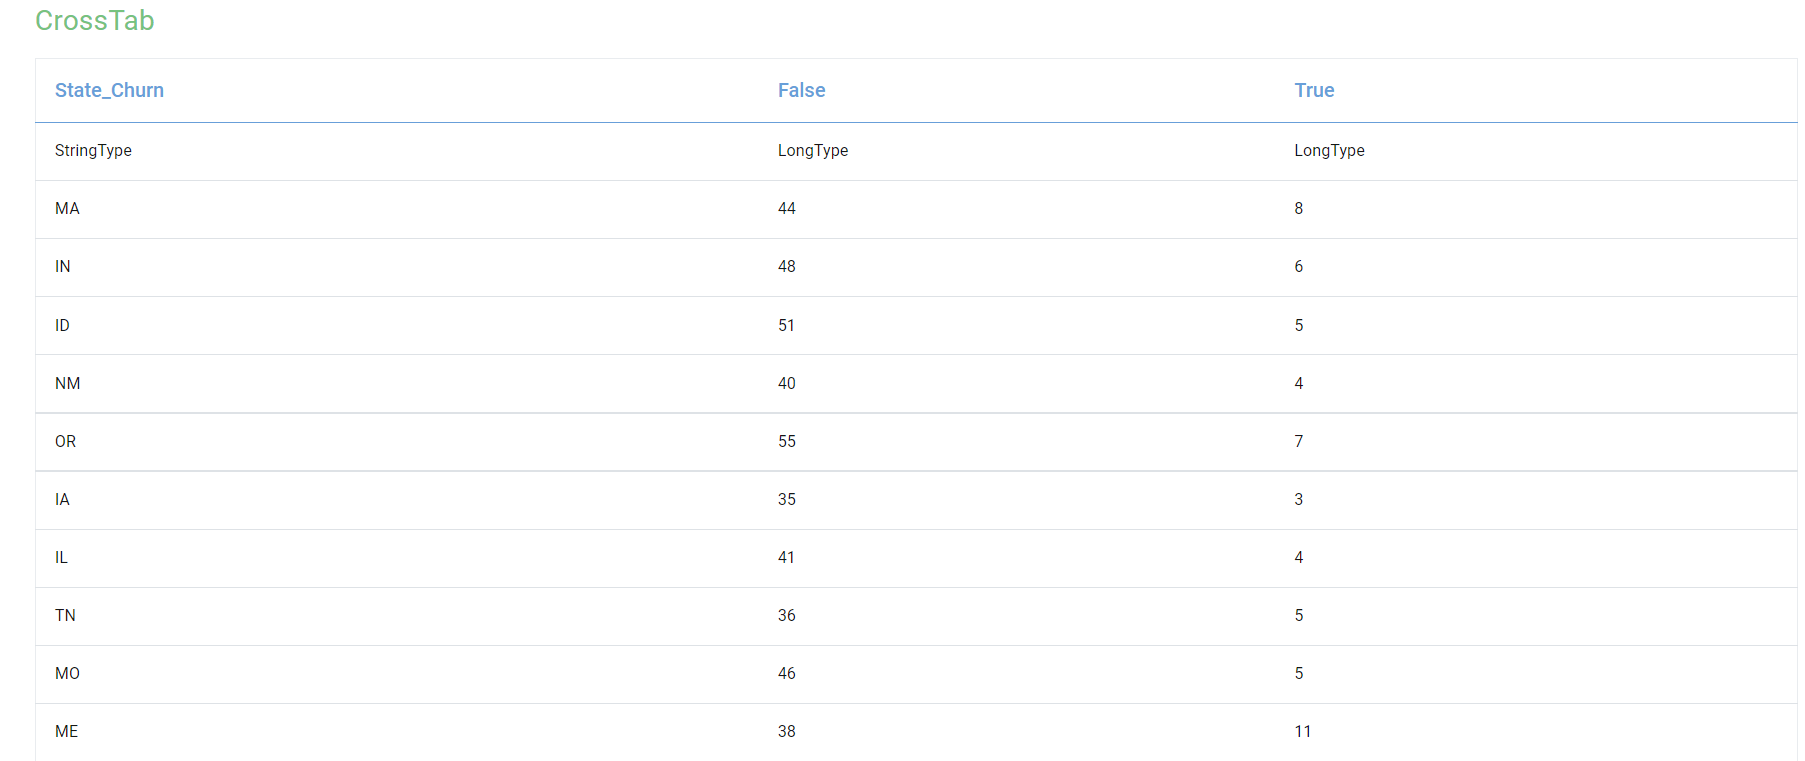 CrossTab
State_Churn False True
StringType LongType LongType
MA 44 8
IN 48 6
ID 51 5
NM 40 4
OR 55 7
IA 35 3
IL 41 4
TN 36 5
MO 46 5
ME 38 11